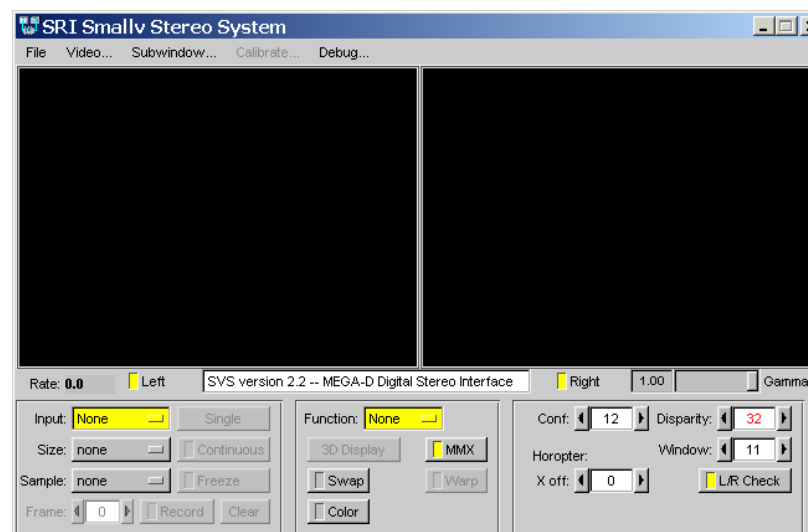 SRI Smallv Stereo System
File Video... Subwindow... Calibrate... Debug...
Rate: 0.0 Left SVS version 2.2 -- MEGA-D Digital Stereo Interface Right 1.00 Gamma
Input: None Single Function: None Conf: 12 Disparity: 32
Size: none Continuous 3D Display MMX Horopter: Window: 11
Sample: none Freeze Swap Warp X off: 0 L/R Check
Frame: 0 Record Clear Color